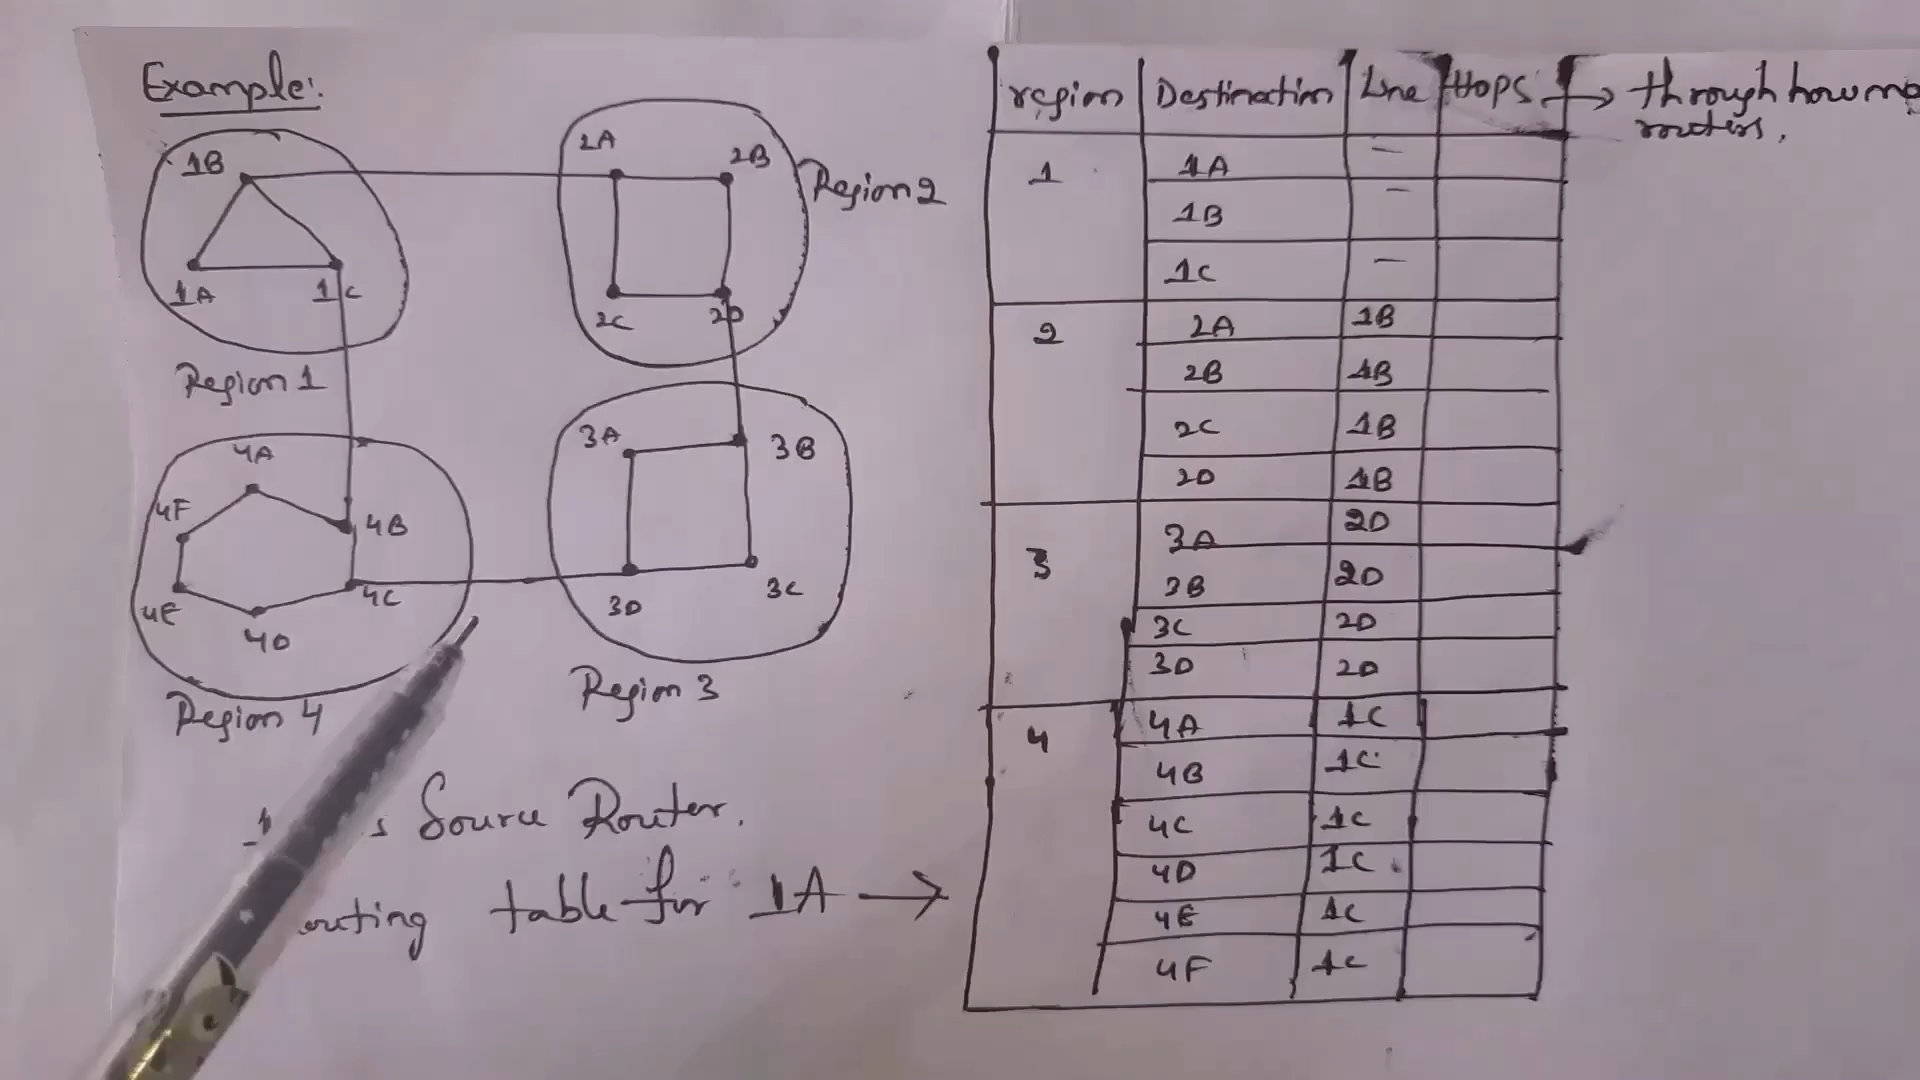 Example:
1B
1A
1C
Region 1
2A
2B
2C
2D
Region 2
4A
4F
4B
4E
4C
4D
Region 4
3A
3B
3D
3C
Region 3
1 s Source Router.
outing table for 1A →
region Destination Line Hops → through how
routers.
1 1A -
1B -
1C -
2 2A 1B
2B 1B
2C 1B
2D 1B
3 3A 2D
3B 2D
3C 2D
3D 2D
4 4A 1C
4B 1C
4C 1C
4D 1C
4E 1C
4F 1C